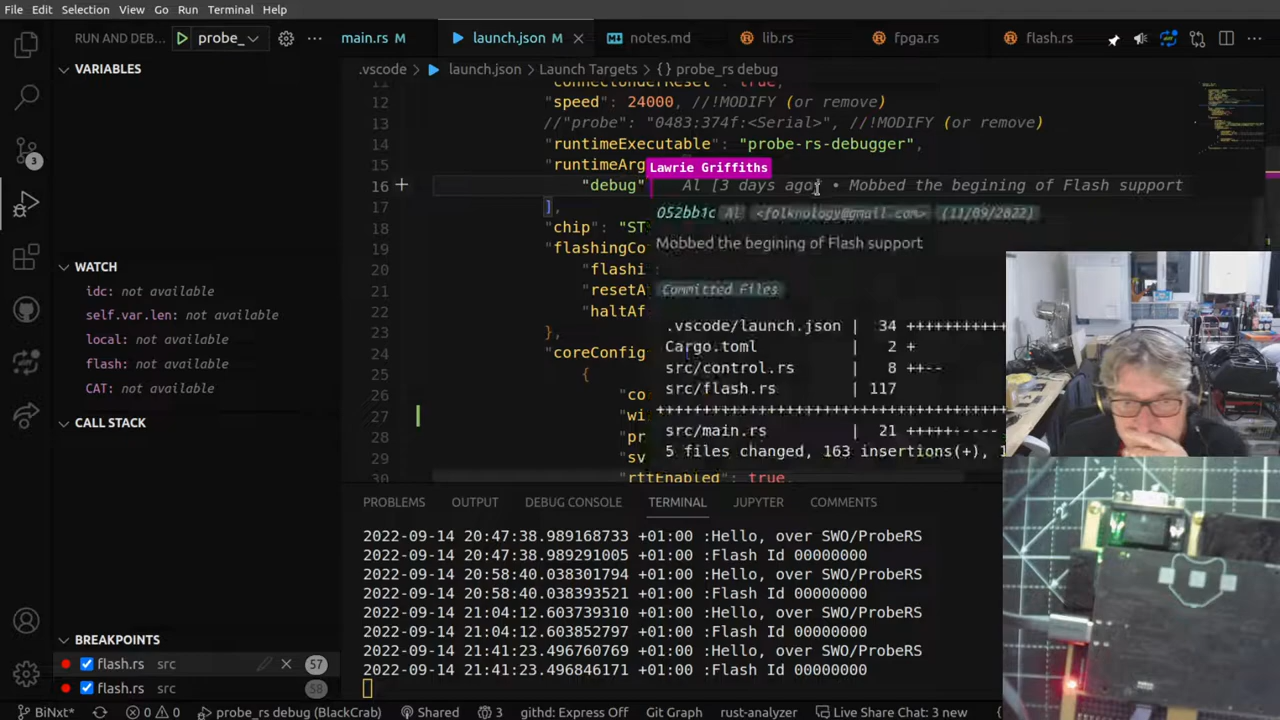 File Edit Selection View Go Run Terminal Help
RUN AND DEB... probe_
main.rs M launch.json M notes.md lib.rs fpga.rs flash.rs
VARIABLES
.vscode > launch.json > Launch Targets > {} probe_rs debug
11 "connectUnderReset": true,
12 "speed": 24000, //!MODIFY (or remove)
13 //"probe": "0483:374f:<Serial>", //!MODIFY (or remove)
14 "runtimeExecutable": "probe-rs-debugger",
15 "runtimeArg
Lawrie Griffiths
16 "debug" Al [3 days ago] • Mobbed the begining of Flash support
17 ],
052bb1c Al <folknology@gmail.com> (11/09/2022)
18 "chip": "ST
19 "flashingCo
Mobbed the begining of Flash support
20 "flashi
21 "resetA
Committed Files
22 "haltAf
.vscode/launch.json | 34 +++++++++++
23 },
Cargo.toml | 2 +
24 "coreConfig
src/control.rs | 8 ++--
25 {
src/flash.rs | 117
26 "co
+++++++++++++++++++++++++++++++++
27 "wi
28 "pr
src/main.rs | 21 +++++-----
29 "sv
5 files changed, 163 insertions(+), 1
30 "rttEnabled": true,
WATCH
idc: not available
self.var.len: not available
local: not available
flash: not available
CAT: not available
CALL STACK
BREAKPOINTS
flash.rs src 57
flash.rs src 58
PROBLEMS OUTPUT DEBUG CONSOLE TERMINAL JUPYTER COMMENTS
2022-09-14 20:47:38.989168733 +01:00 :Hello, over SWO/ProbeRS
2022-09-14 20:47:38.989291005 +01:00 :Flash Id 00000000
2022-09-14 20:58:40.038301794 +01:00 :Hello, over SWO/ProbeRS
2022-09-14 20:58:40.038393521 +01:00 :Flash Id 00000000
2022-09-14 21:04:12.603739310 +01:00 :Hello, over SWO/ProbeRS
2022-09-14 21:04:12.603852797 +01:00 :Flash Id 00000000
2022-09-14 21:41:23.496760769 +01:00 :Hello, over SWO/ProbeRS
2022-09-14 21:41:23.496846171 +01:00 :Flash Id 00000000
BiNxt* 0 0 probe_rs debug (BlackCrab) Shared 3 githd: Express Off Git Graph rust-analyzer Live Share Chat: 3 new
3